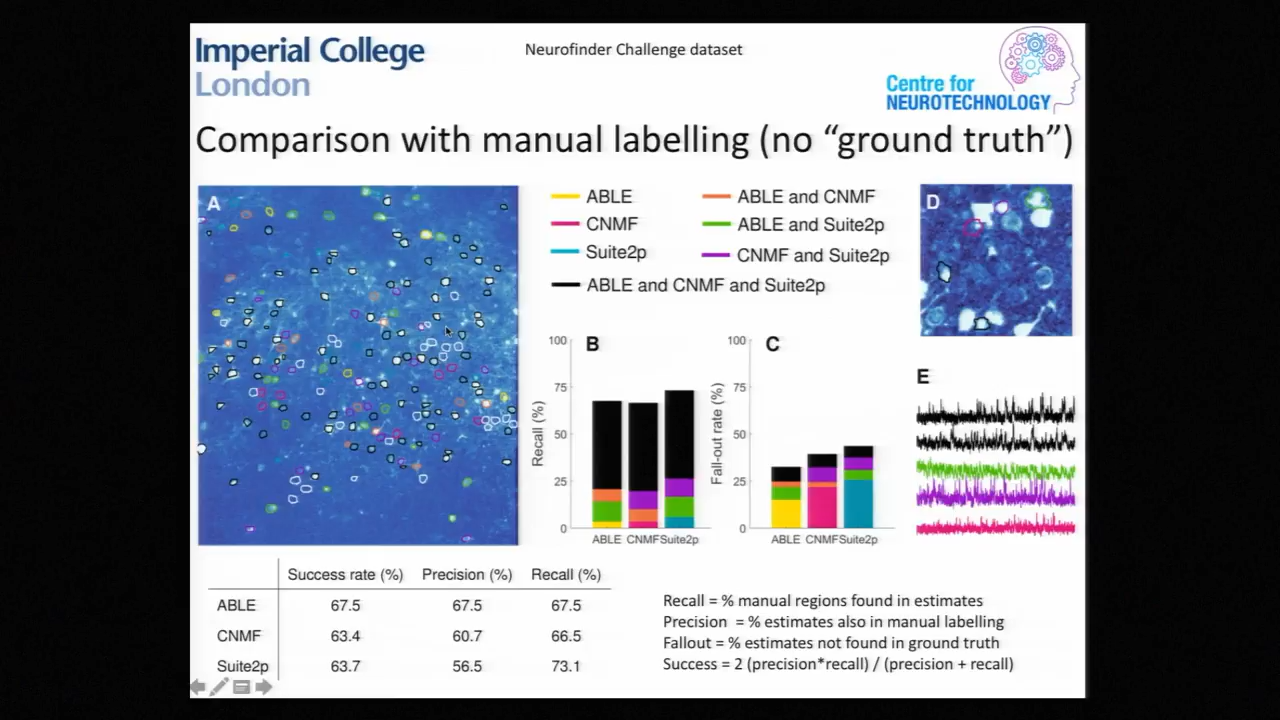 Imperial College
London
Neurofinder Challenge dataset
Centre for
NEUROTECHNOLOGY
Comparison with manual labelling (no “ground truth”)
A
ABLE
ABLE and CNMF
CNMF
ABLE and Suite2p
Suite2p
CNMF and Suite2p
ABLE and CNMF and Suite2p
D
B
100
75
50
25
0
Recall (%)
ABLE CNMF Suite2p
C
100
75
50
25
0
Fall-out rate (%)
ABLE CNMF Suite2p
E
Success rate (%) Precision (%) Recall (%)
ABLE 67.5 67.5 67.5
CNMF 63.4 60.7 66.5
Suite2p 63.7 56.5 73.1
Recall = % manual regions found in estimates
Precision = % estimates also in manual labelling
Fallout = % estimates not found in ground truth
Success = 2 (precision*recall) / (precision + recall)